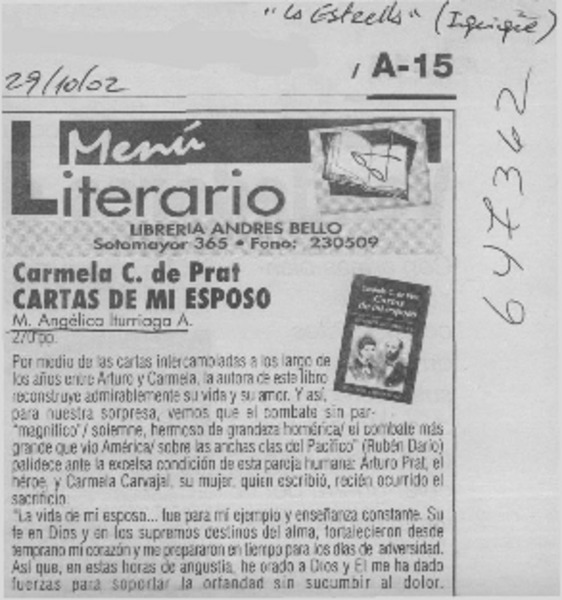 "La Estrella" (Iquique)
29/10/02
/ A-15
647362
Menú
Literario
LIBRERIA ANDRES BELLO
Sotomayor 365 • Fono: 230509
Carmela C. de Prat
CARTAS DE MI ESPOSO
M. Angélica Iturriaga A.
270 pp.
Por medio de las cartas intercambiadas a los largo de
los años entre Arturo y Carmela, la autora de este libro
reconstruye admirablemente su vida y su amor. Y así,
para nuestra sorpresa, vemos que el combate sin par-
"magnífico"/ solemne, hermoso de grandeza homérica/ el combate más
grande que vio América/ sobre las anchas olas del Pacífico" (Rubén Darío)
palidece ante la excelsa condición de esta pareja humana: Arturo Prat, el
héroe, y Carmela Carvajal, su mujer, quien escribió, recién ocurrido el
sacrificio.
"La vida de mi esposo... fue para mi ejemplo y enseñanza constante. Su
fe en Dios y en los supremos destinos del alma, fortalecieron desde
temprano mi corazón y me prepararon en tiempo para los días de adversidad.
Así que, en estas horas de angustia, he orado a Dios y El me ha dado
fuerzas para soportar la orfandad sin sucumbir al dolor.